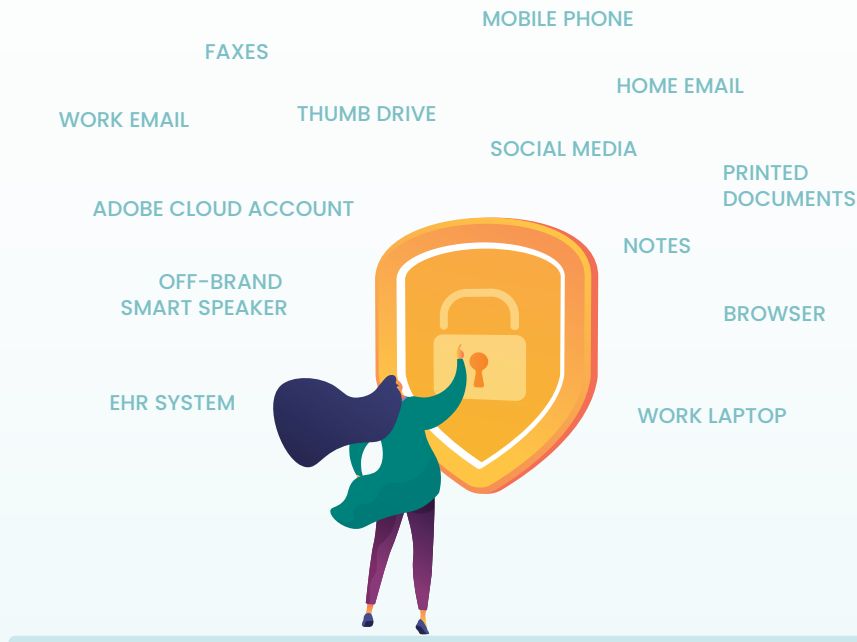 MOBILE PHONE
FAXES
HOME EMAIL
THUMB DRIVE
WORK EMAIL
SOCIAL MEDIA
PRINTED
DOCUMENTS
ADOBE CLOUD ACCOUNT
NOTES
OFF-BRAND
SMART SPEAKER
BROWSER
EHR SYSTEM
WORK LAPTOP